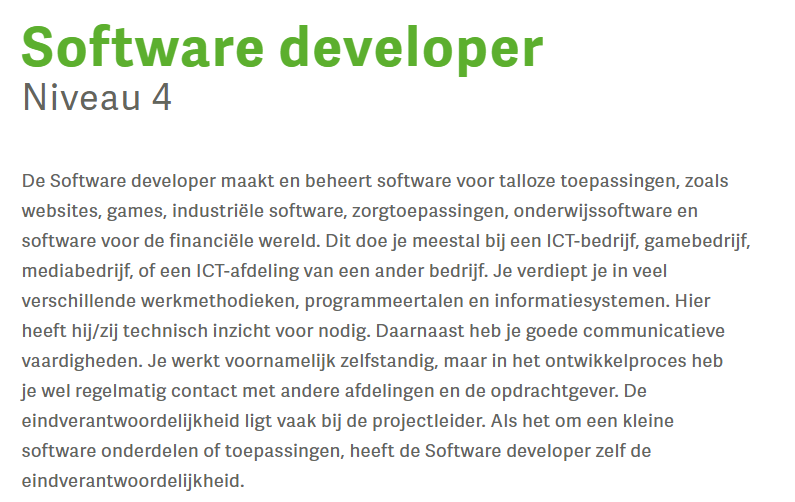 Software developer
Niveau 4
De Software developer maakt en beheert software voor talloze toepassingen, zoals
websites, games, industriële software, zorgtoepassingen, onderwijssoftware en
software voor de financiële wereld. Dit doe je meestal bij een ICT-bedrijf, gamebedrijf,
mediabedrijf, of een ICT-afdeling van een ander bedrijf. Je verdiept je in veel
verschillende werkmethodieken, programmeertalen en informatiesystemen. Hier
heeft hij/zij technisch inzicht voor nodig. Daarnaast heb je goede communicatieve
vaardigheden. Je werkt voornamelijk zelfstandig, maar in het ontwikkelproces heb
je wel regelmatig contact met andere afdelingen en de opdrachtgever. De
eindverantwoordelijkheid ligt vaak bij de projectleider. Als het om een kleine
software onderdelen of toepassingen, heeft de Software developer zelf de
eindverantwoordelijkheid.